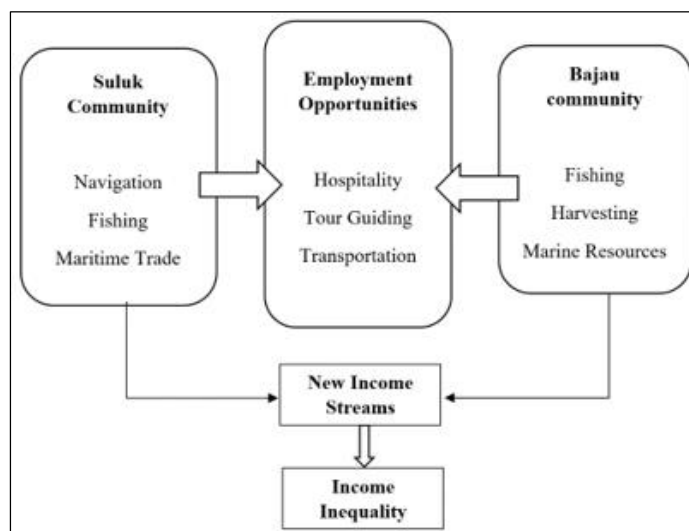 Suluk
Community
Navigation
Fishing
Maritime Trade
Employment
Opportunities
Hospitality
Tour Guiding
Transportation
Bajau
community
Fishing
Harvesting
Marine Resources
New Income
Streams
Income
Inequality